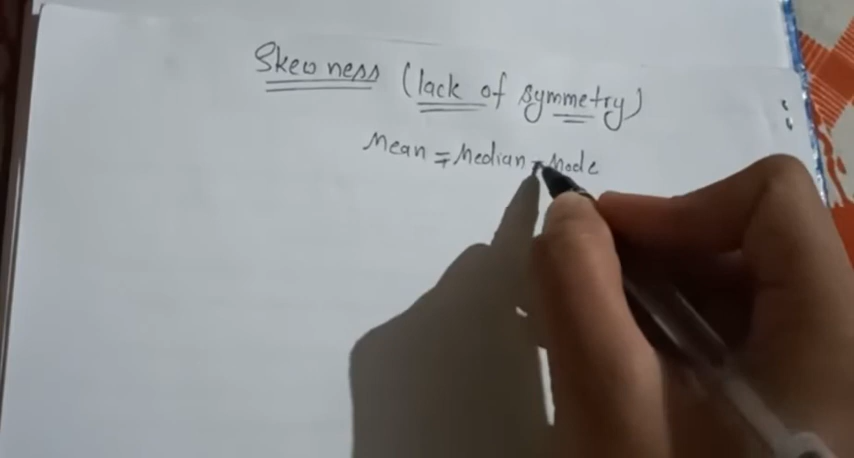 Skewness (lack of symmetry)
Mean = Median = Mode